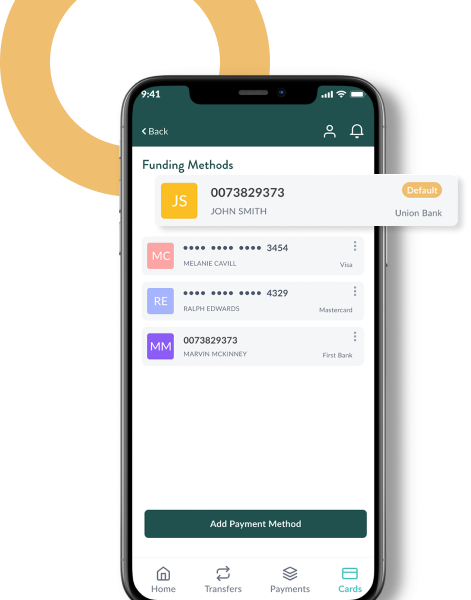 9:41
Back
Funding Methods
JS
0073829373
Default
JOHN SMITH
Union Bank
MC
•••• •••• •••• 3454
MELANIE CAVILL
Visa
RE
•••• •••• •••• 4329
RALPH EDWARDS
Mastercard
MM
0073829373
MARVIN MCKINNEY
First Bank
Add Payment Method
Home
Transfers
Payments
Cards